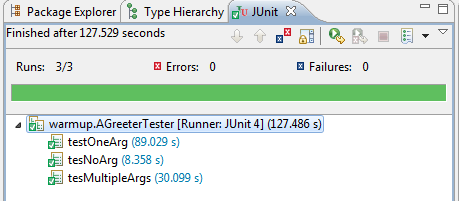 Package Explorer Type Hierarchy JUnit
Finished after 127.529 seconds
Runs: 3/3 Errors: 0 Failures: 0
warmup.AGreeterTester [Runner: JUnit 4] (127.486 s)
testOneArg (89.029 s)
tesNoArg (8.358 s)
tesMultipleArgs (30.099 s)